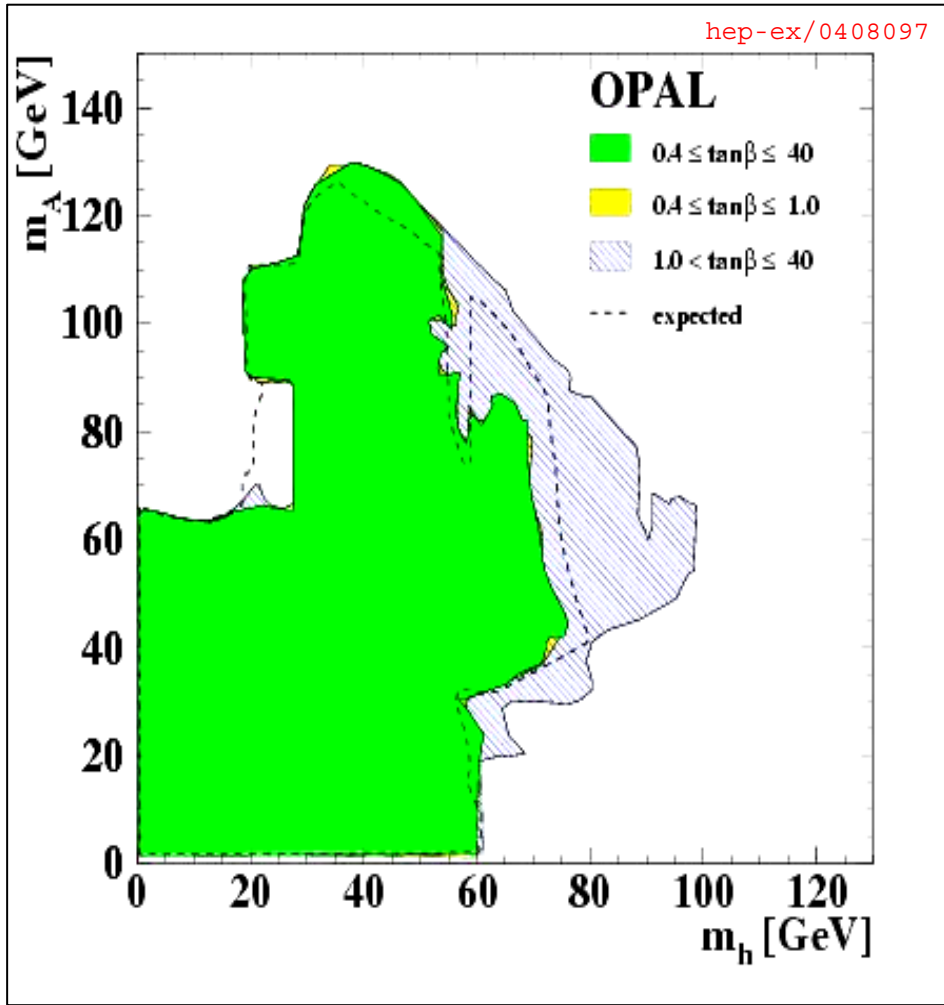 hep-ex/0408097
m_A [GeV]
140
120
100
80
60
40
20
0
OPAL
0.4 ≤ tanβ ≤ 40
0.4 ≤ tanβ ≤ 1.0
1.0 < tanβ ≤ 40
expected
0 20 40 60 80 100 120
m_h [GeV]